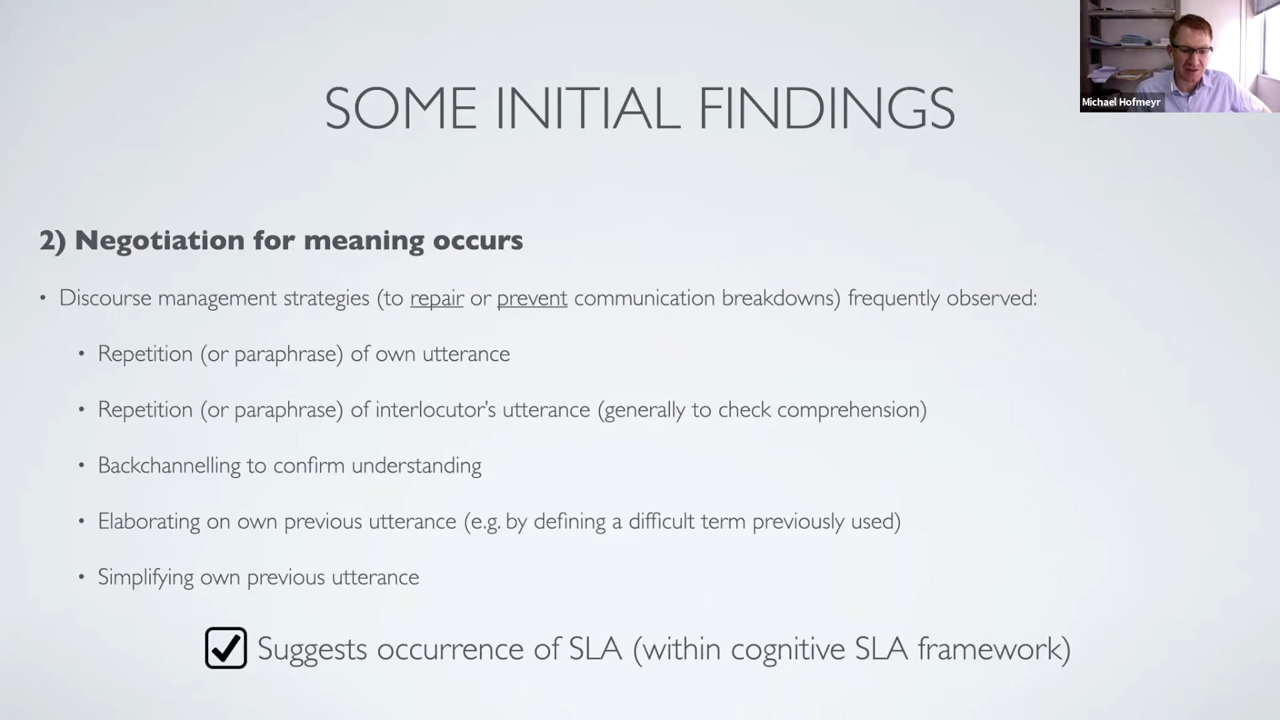 SOME INITIAL FINDINGS
Michael Hofmeyr
2) Negotiation for meaning occurs
• Discourse management strategies (to repair or prevent communication breakdowns) frequently observed:
• Repetition (or paraphrase) of own utterance
• Repetition (or paraphrase) of interlocutor's utterance (generally to check comprehension)
• Backchannelling to confirm understanding
• Elaborating on own previous utterance (e.g. by defining a difficult term previously used)
• Simplifying own previous utterance
Suggests occurrence of SLA (within cognitive SLA framework)